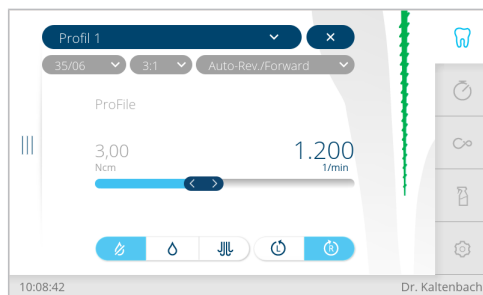 Profil 1
35/06 3:1 Auto-Rev./Forward
ProFile
3,00 1.200
Ncm 1/min
L R
10:08:42 Dr. Kaltenbach